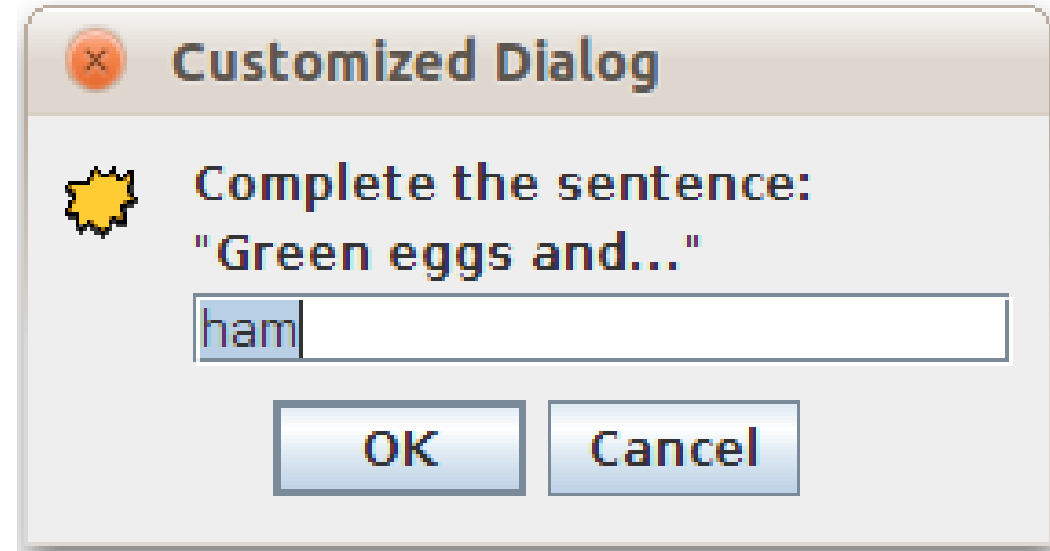 Customized Dialog
Complete the sentence:
"Green eggs and..."
ham
OK Cancel